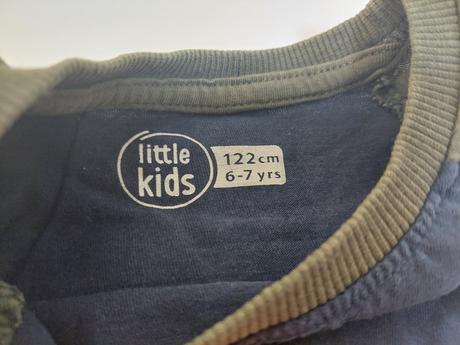 little
kids
122cm
6-7 yrs